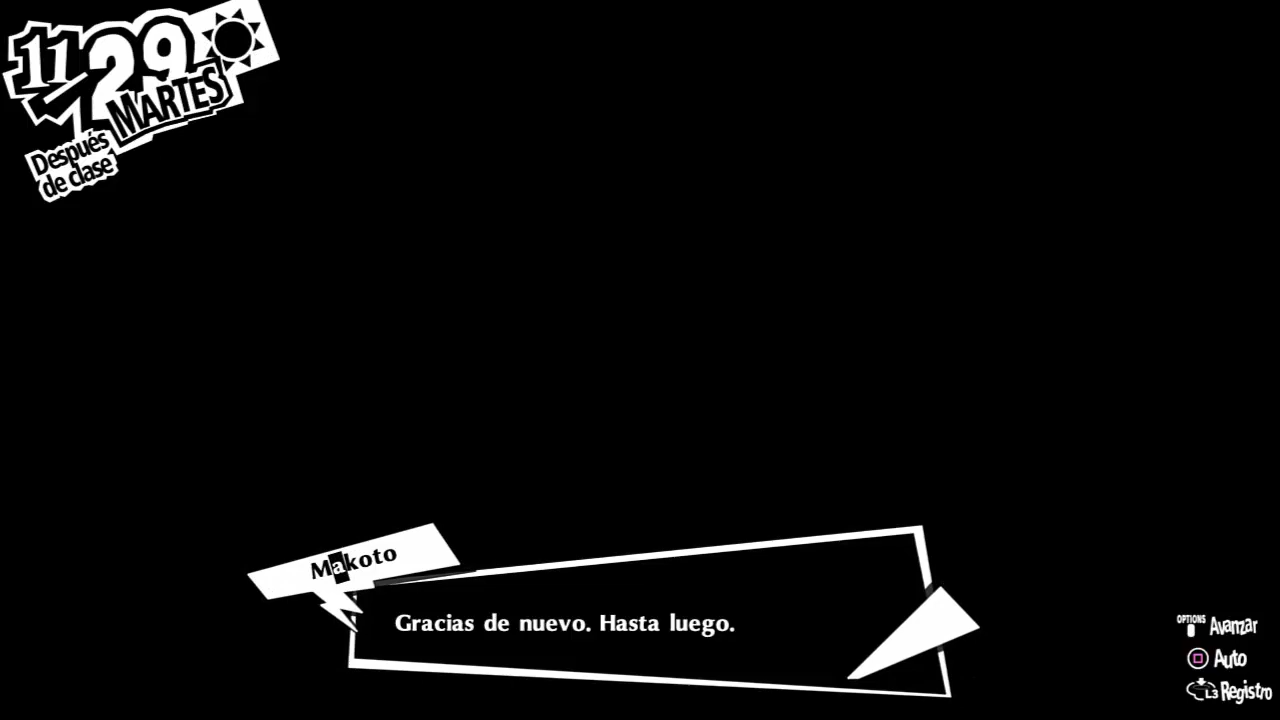 11/29
MARTES
Después
de clase
Makoto
Gracias de nuevo. Hasta luego.
OPTIONS Avanzar
Auto
L3 Registro